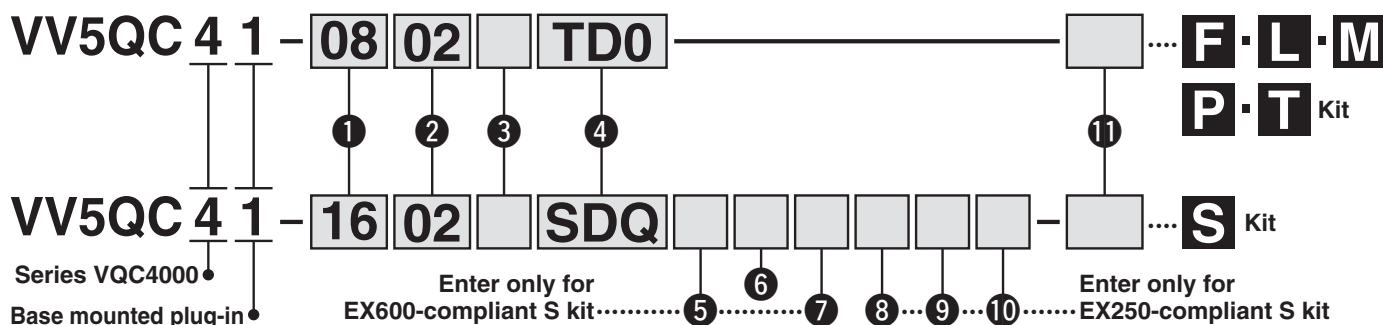 VV5QC 4 1 – 08 02 TD0 .... F · L · M
P · T Kit
1 2 3 4 11
VV5QC 4 1 – 16 02 SDQ – .... S Kit
Series VQC4000
Base mounted plug-in
Enter only for
EX600-compliant S kit
5 6 7 8 9 10
Enter only for
EX250-compliant S kit